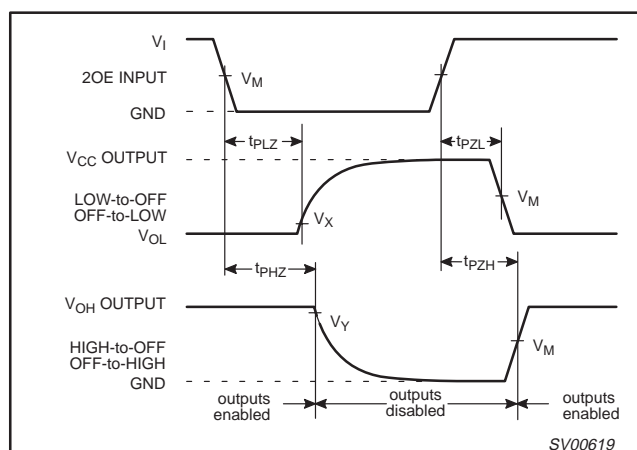 VI
2OE INPUT
VM
GND
tPLZ
tPZL
VCC OUTPUT
LOW-to-OFF
OFF-to-LOW
VM
VX
VOL
tPHZ
tPZH
VOH OUTPUT
VY
HIGH-to-OFF
OFF-to-HIGH
VM
GND
outputs
enabled
outputs
disabled
outputs
enabled
SV00619